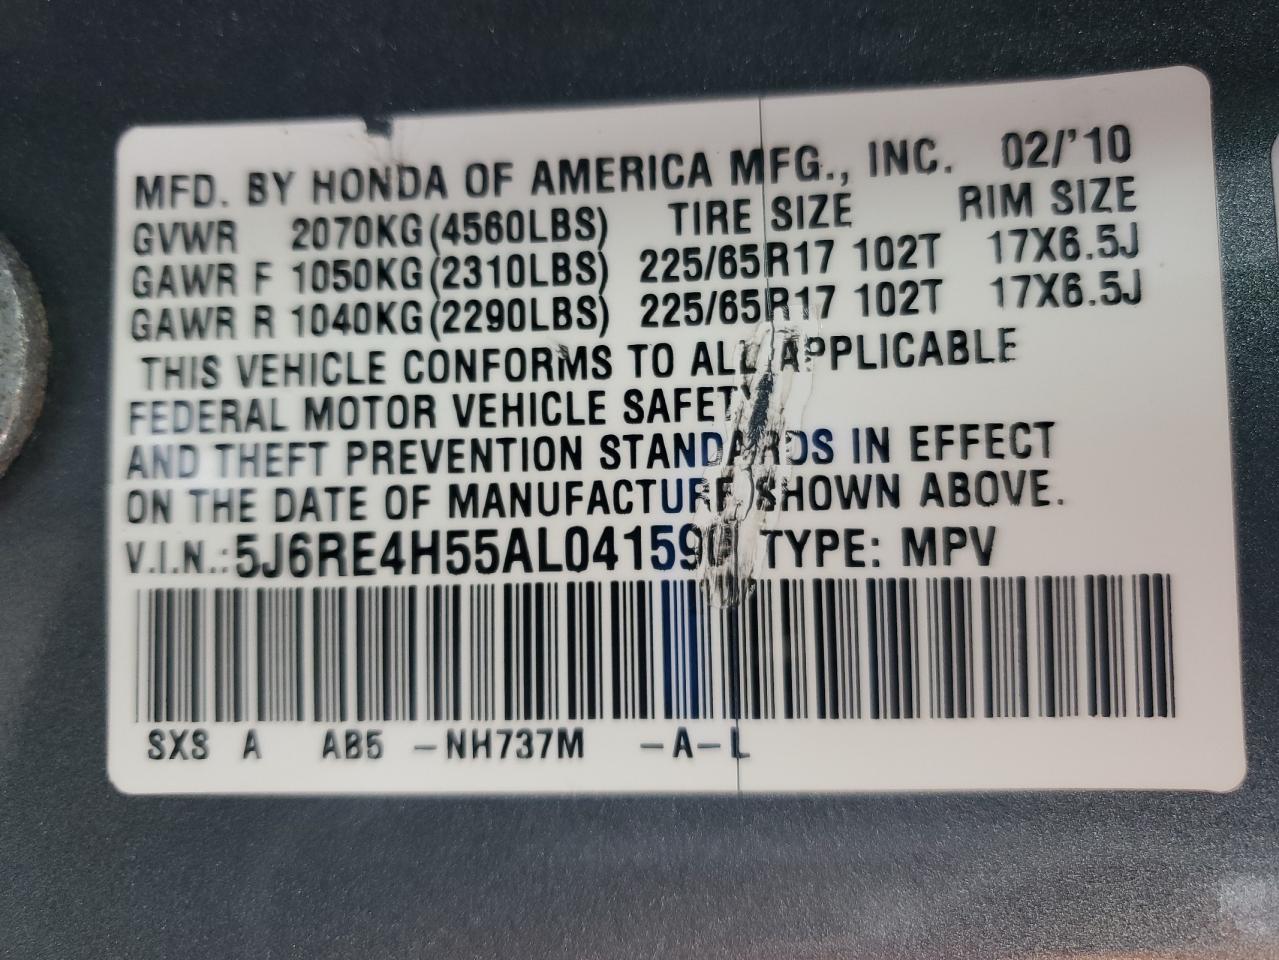 MFD. BY HONDA OF AMERICA MFG., INC. 02/'10
GVWR 2070KG(4560LBS) TIRE SIZE RIM SIZE
GAWR F 1050KG(2310LBS) 225/65R17 102T 17X6.5J
GAWR R 1040KG(2290LBS) 225/65R17 102T 17X6.5J
THIS VEHICLE CONFORMS TO ALL APPLICABLE
FEDERAL MOTOR VEHICLE SAFETY
AND THEFT PREVENTION STANDARDS IN EFFECT
ON THE DATE OF MANUFACTURE SHOWN ABOVE.
V.I.N.: TYPE: MPV
SXS A AB5 -NH737M -A-L